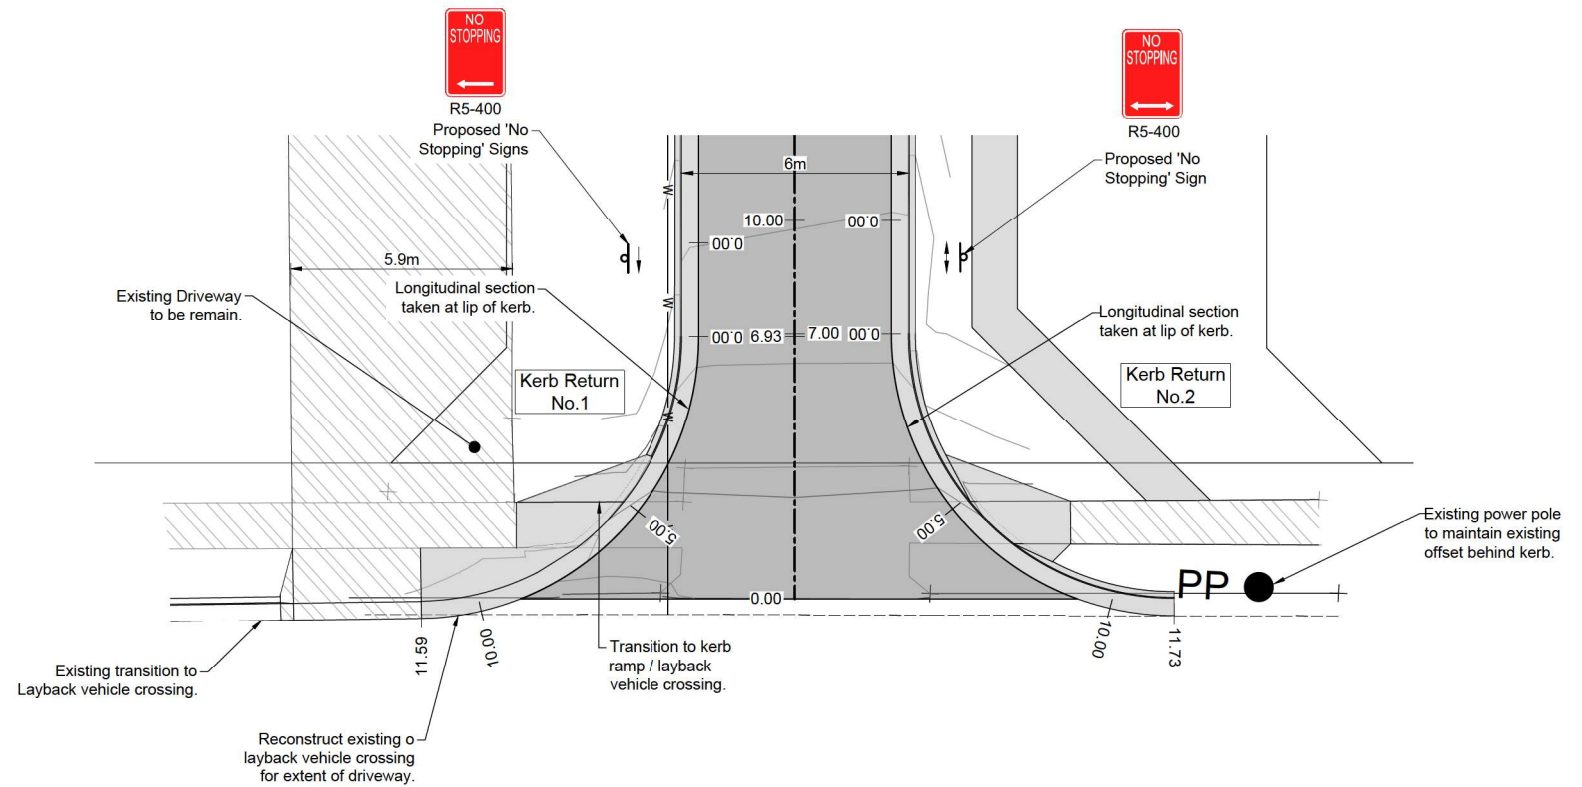 NO
STOPPING
R5-400
Proposed 'No
Stopping' Signs
NO
STOPPING
R5-400
Proposed 'No
Stopping' Sign
6m
W
10.00
0.00
0.00
5.9m
Existing Driveway
to be remain.
Longitudinal section
taken at lip of kerb.
W
Longitudinal section
taken at lip of kerb.
0.00
6.93
7.00
0.00
Kerb Return
No.1
Kerb Return
No.2
W
5.00
5.00
Existing power pole
to maintain existing
offset behind kerb.
PP
0.00
11.59
10.00
10.00
11.73
Existing transition to
Layback vehicle crossing.
Transition to kerb
ramp / layback
vehicle crossing.
Reconstruct existing o
layback vehicle crossing
for extent of driveway.